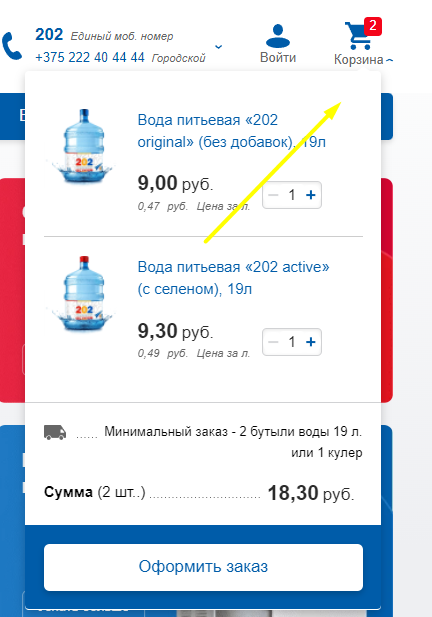 202 Единый моб. номер
+375 222 40 44 44 Городской
Войти
2
Корзина
Вода питьевая «202
original» (без добавок), 19л
9,00 руб.
1
0,47 руб. Цена за л.
Вода питьевая «202 active»
(с селеном), 19л
9,30 руб.
1
0,49 руб. Цена за л.
Минимальный заказ - 2 бутыли воды 19 л.
или 1 кулер
Сумма (2 шт..) 18,30 руб.
Оформить заказ